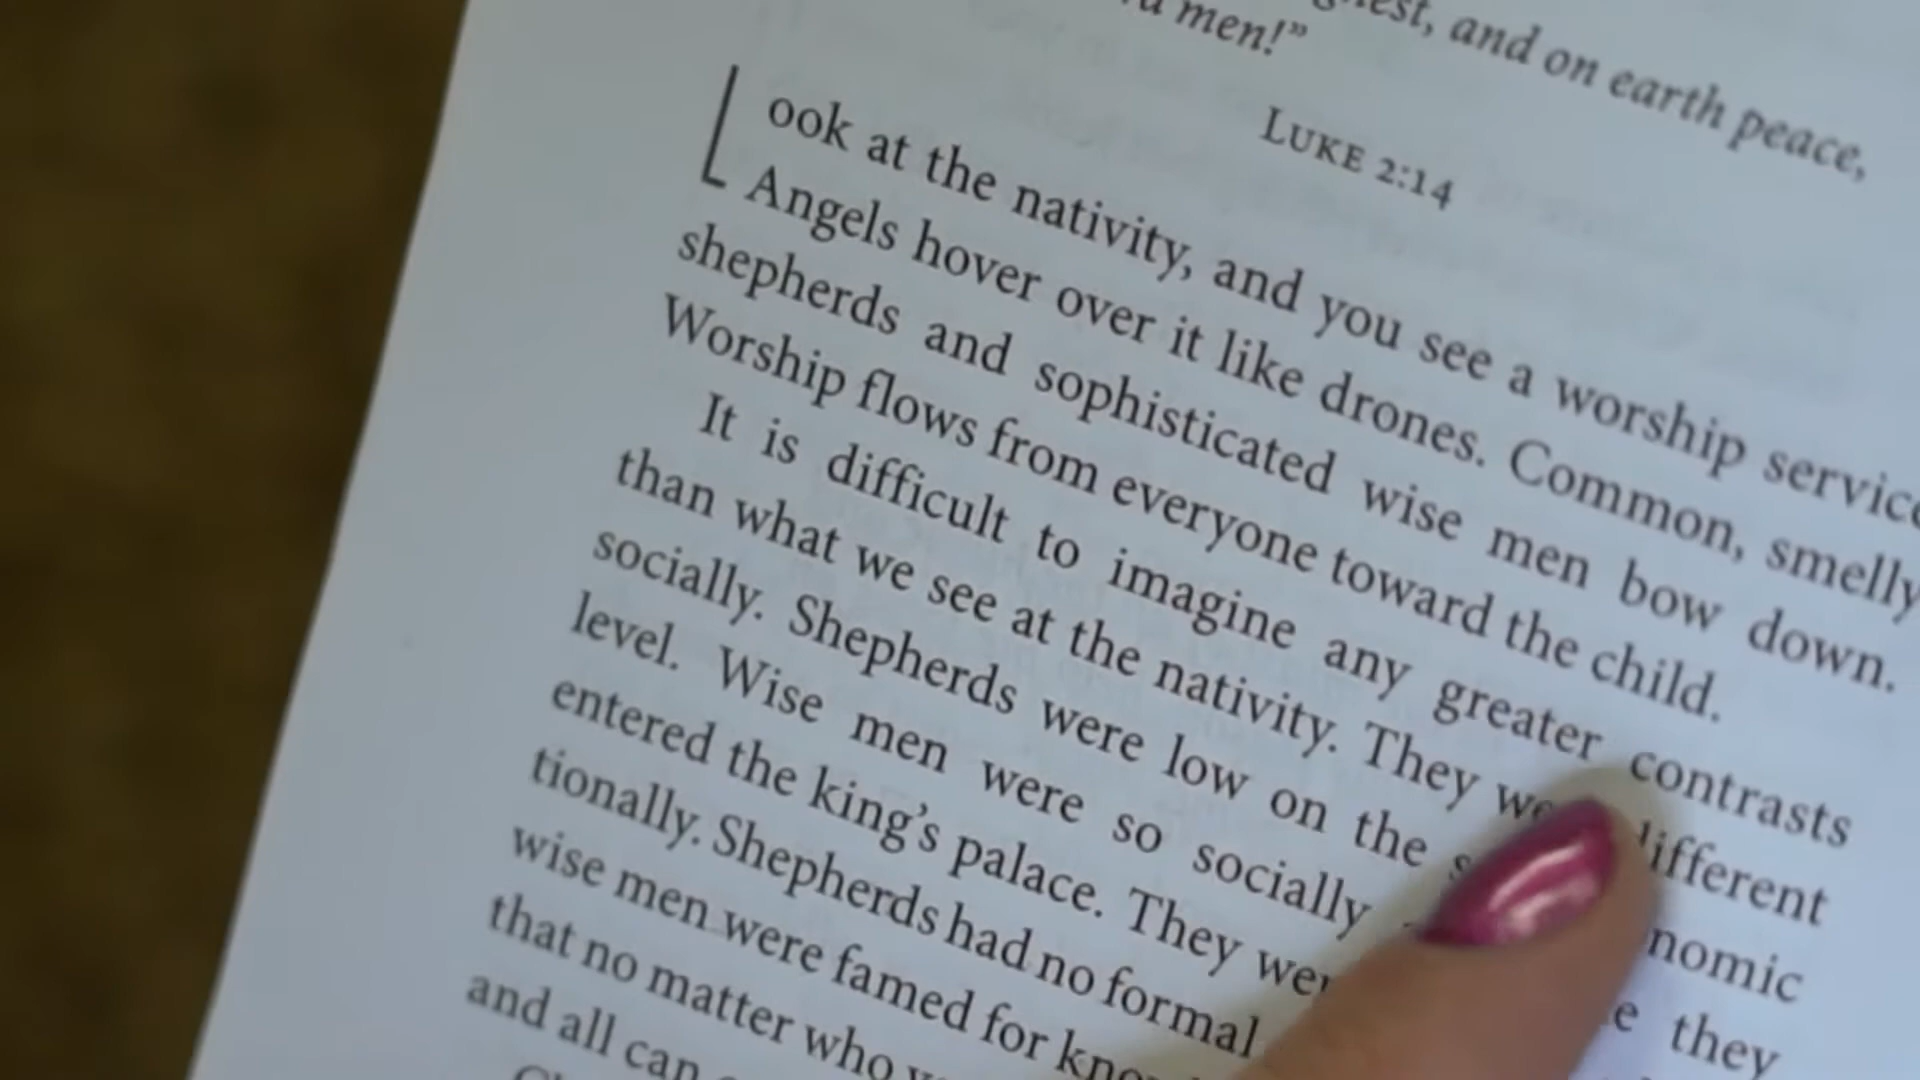 and on earth peace,
men!”
Luke 2:14
Look at the nativity, and you see a worship
Angels hover over it like drones. Common, smelly
shepherds and sophisticated wise men bow down.
Worship flows from everyone toward the child.
It is difficult to imagine any greater contrasts
than what we see at the nativity. They different
socially. Shepherds were low on the
level. Wise men were so socially they
entered the king’s palace. They
tionally. Shepherds had no formal
wise men were famed for
that no matter who
and all can